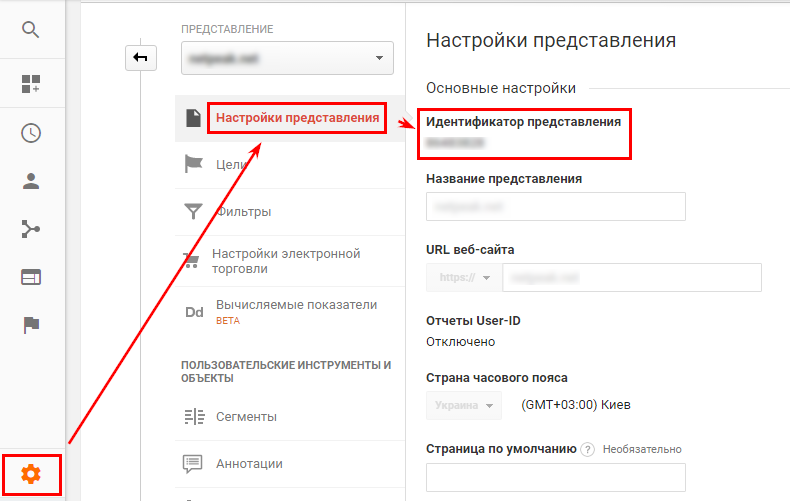 ПРЕДСТАВЛЕНИЕ
Настройки представления
Цели
Фильтры
Настройки электронной
торговли
Dd
Вычисляемые показатели
BETA
ПОЛЬЗОВАТЕЛЬСКИЕ ИНСТРУМЕНТЫ И
ОБЪЕКТЫ
Сегменты
Аннотации
Настройки представления
Основные настройки
Идентификатор представления
Название представления
URL веб-сайта
https://
Отчеты User-ID
Отключено
Страна часового пояса
Украина
(GMT+03:00) Киев
Страница по умолчанию ? Необязательно